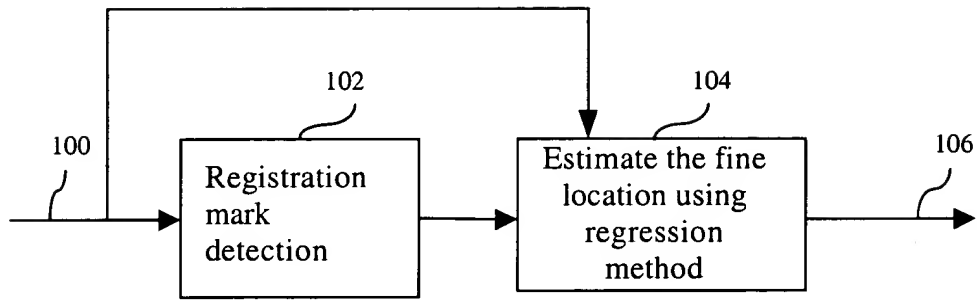 102
104
100
106
Registration
mark
detection
Estimate the fine
location using
regression
method